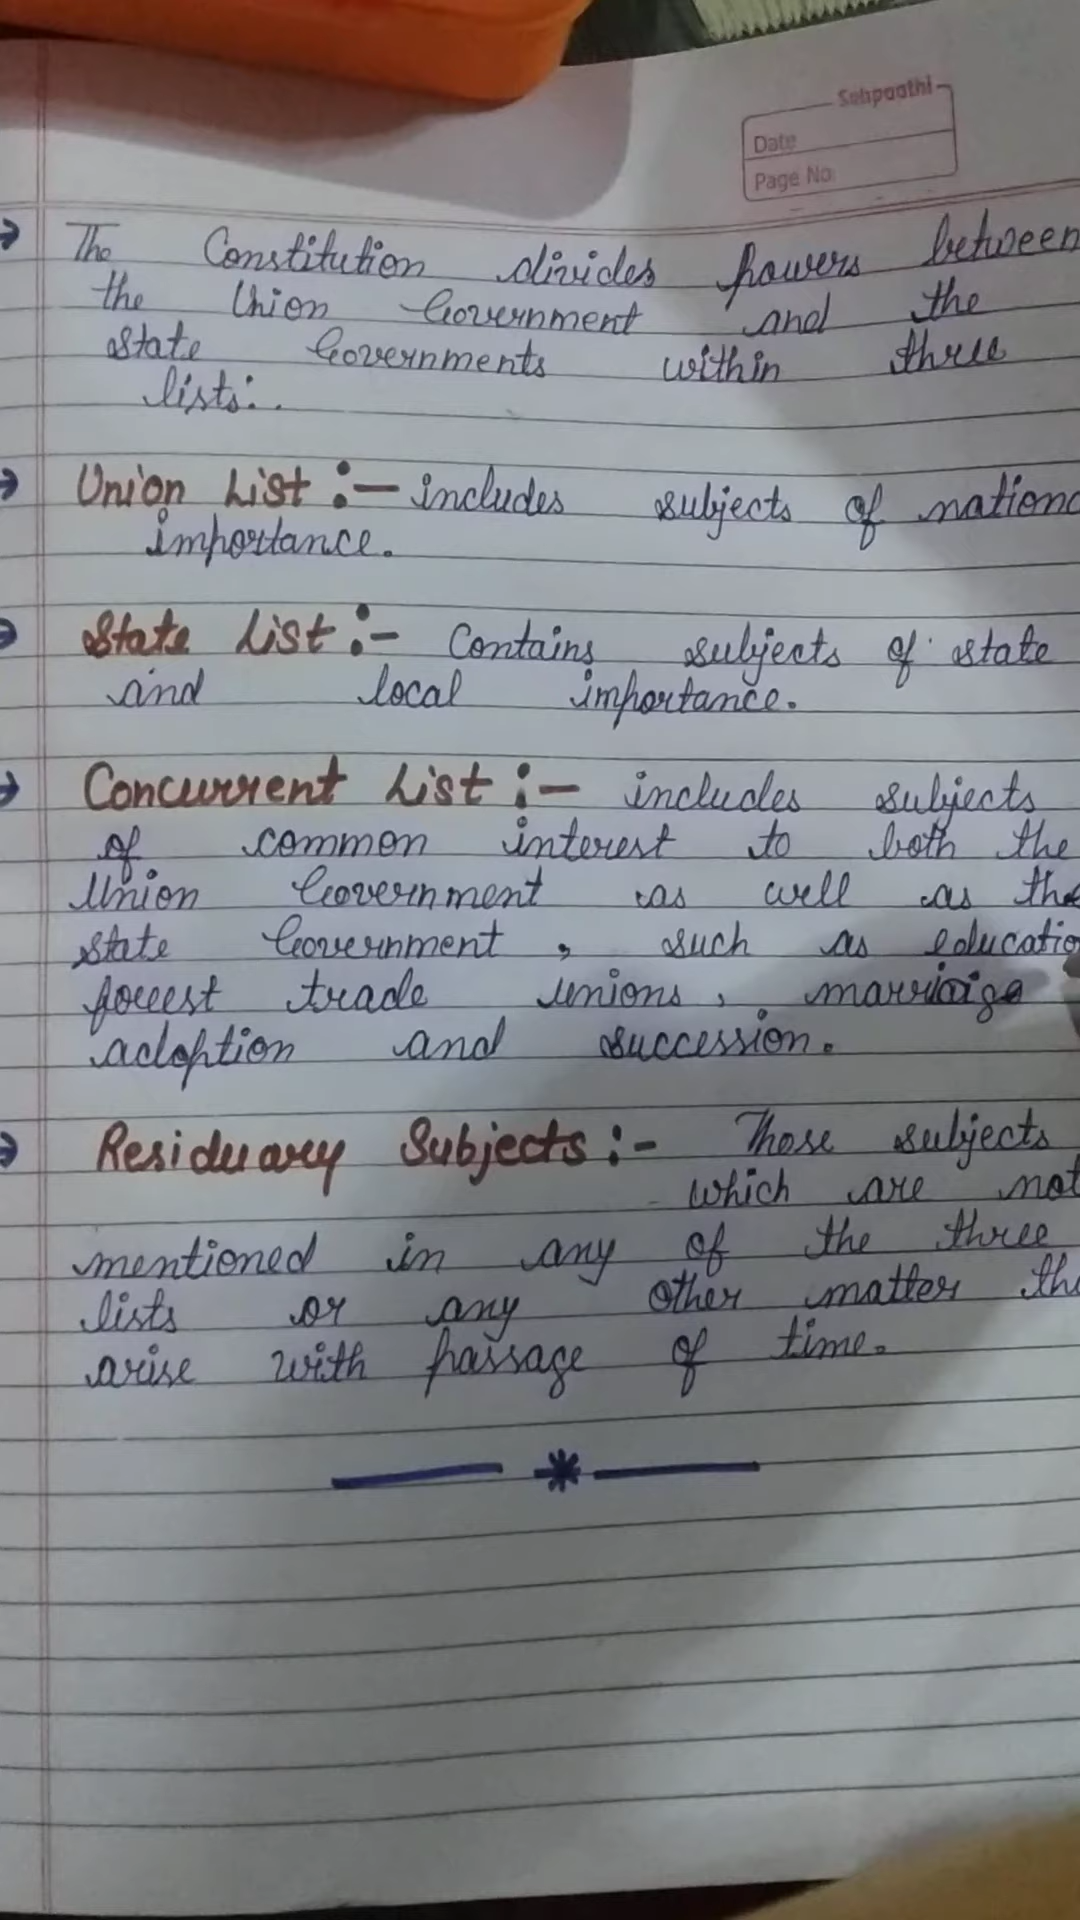 Sehpaathi
Date
Page No.
→ The Constitution divides powers between
the Union Government and the
state Governments within three
lists:.
→ Union List :- includes subjects of nationa
importance.
→ State List :- Contains subjects of state
and local importance.
→ Concurrent List :- includes subjects
of common interest to both the
Union Government as well as the
state Government, such as educatio
forest trade unions, marriage
adoption and succession.
→ Residuary Subjects :- Those subjects
which are not
mentioned in any of the three
lists or any other matter tha
arise with passage of time.